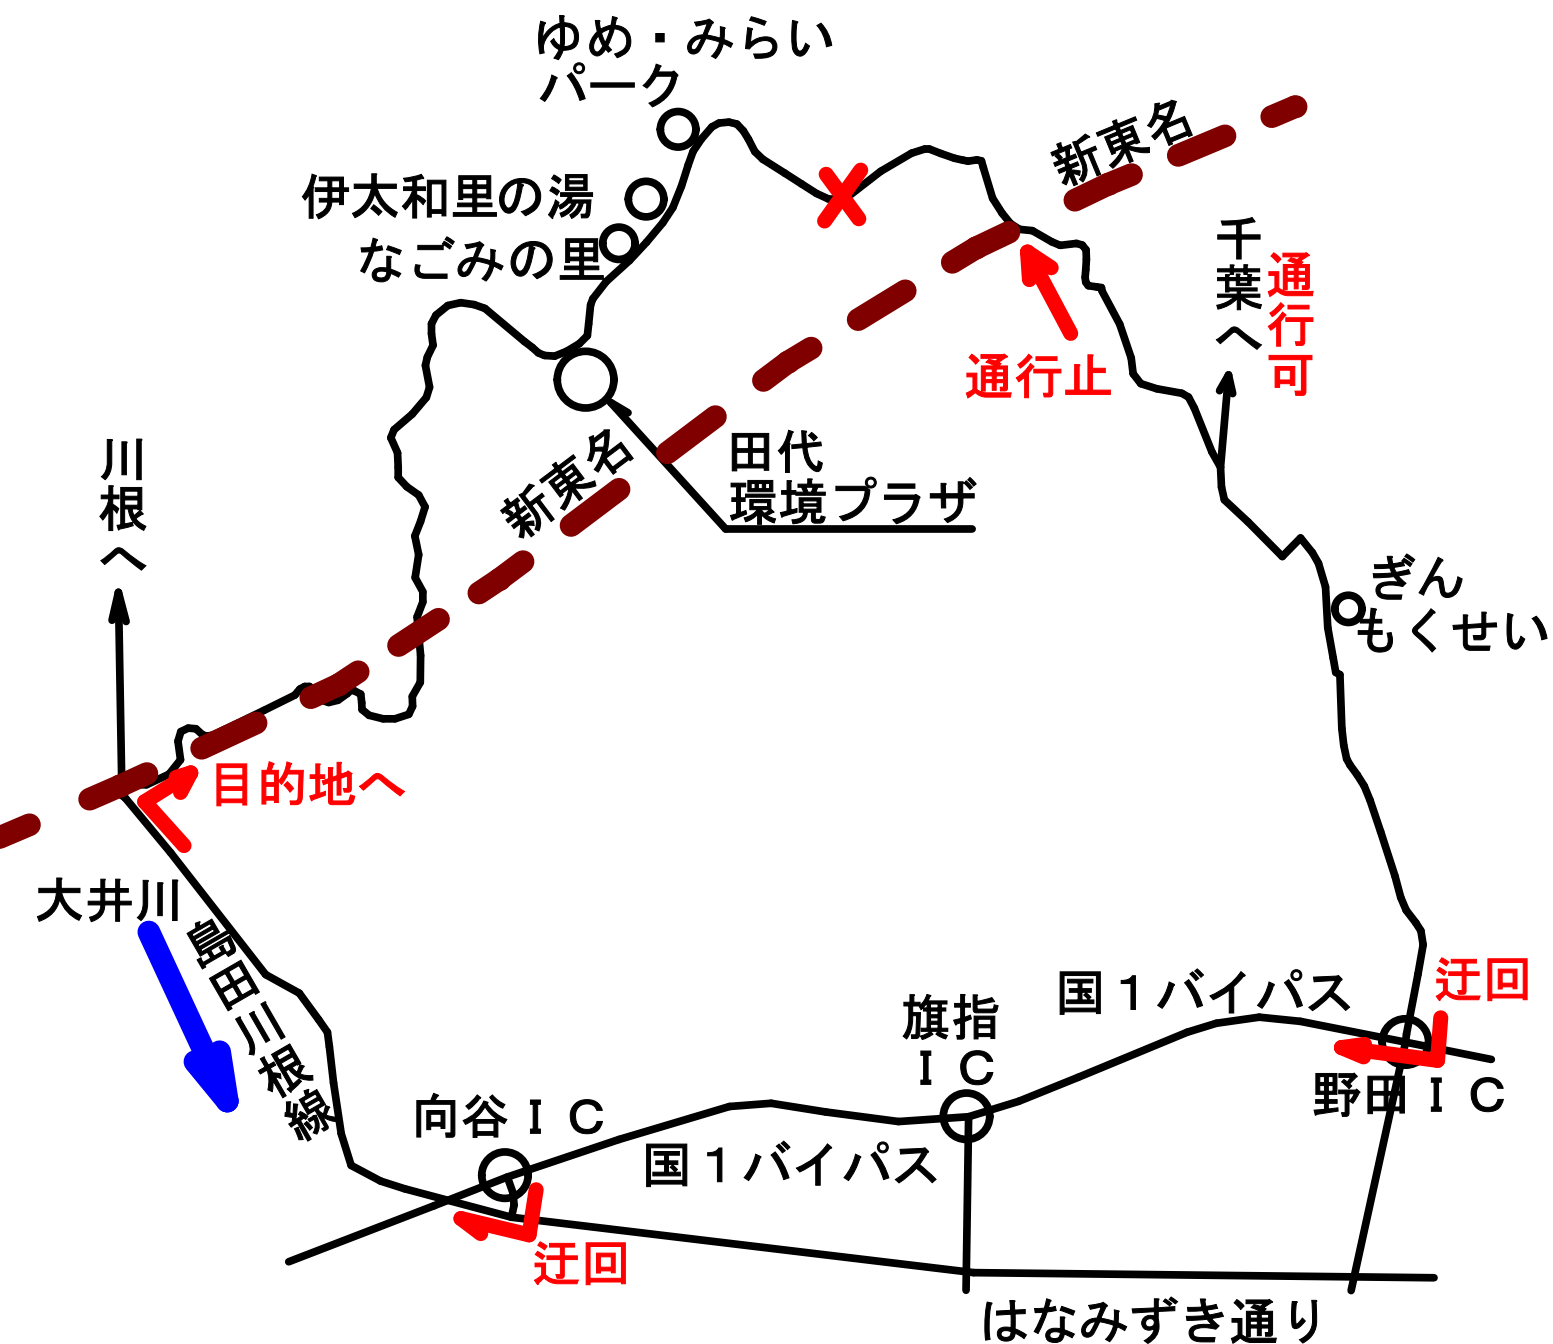 ゆめ・みらい
パーク
新東名
伊太和里の湯
なごみの里
千葉へ
通行可
通行止
田代
環境プラザ
新東名
川根へ
ぎん
もくせい
目的地へ
大井川
島田川根線
迂回
国１バイパス
旗指
ＩＣ
野田ＩＣ
向谷ＩＣ
国１バイパス
迂回
はなみずき通り